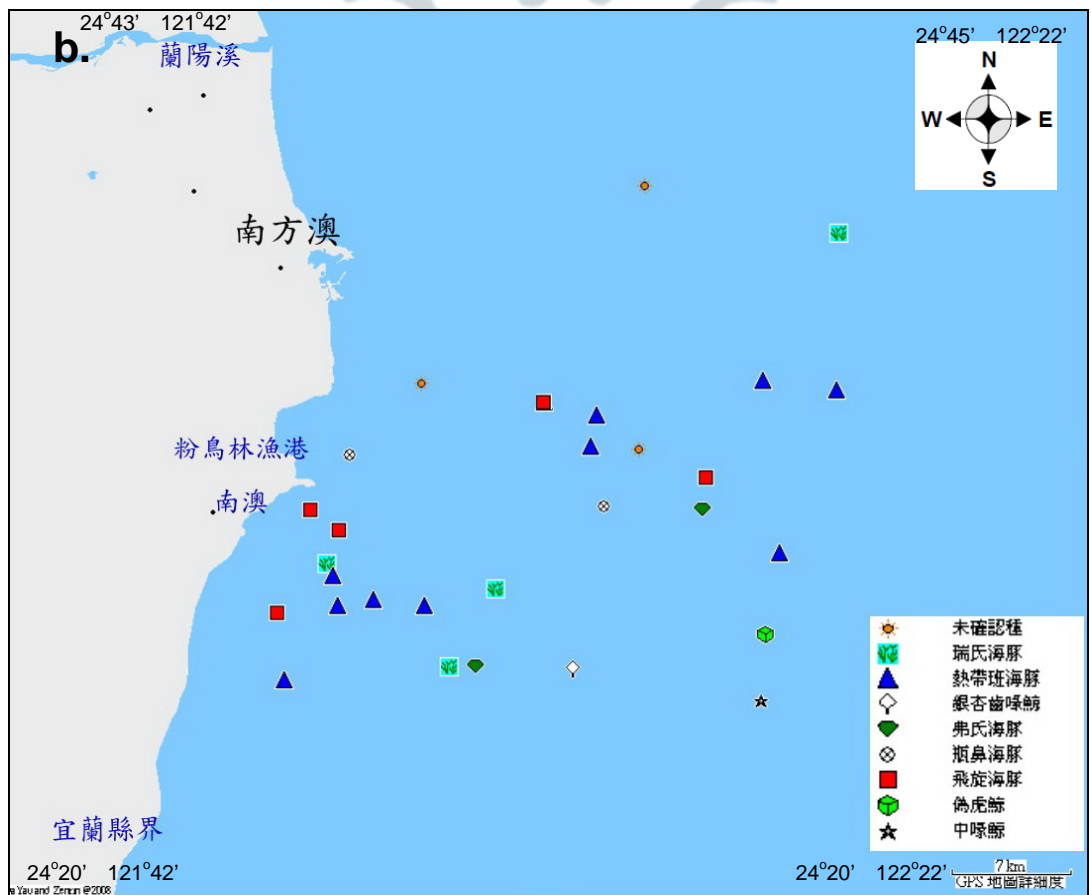 24°43' 121°42'
b.
蘭陽溪
24°45' 122°22'
N
W E
S
南方澳
粉鳥林漁港
南澳
未確認種
瑞氏海豚
熱帶斑海豚
銀杏齒喙鯨
弗氏海豚
瓶鼻海豚
飛旋海豚
偽虎鯨
中喙鯨
宜蘭縣界
24°20' 121°42'
24°20' 122°22'
7 km
GPS 地圖詳細度
Yau and Zemin @2008